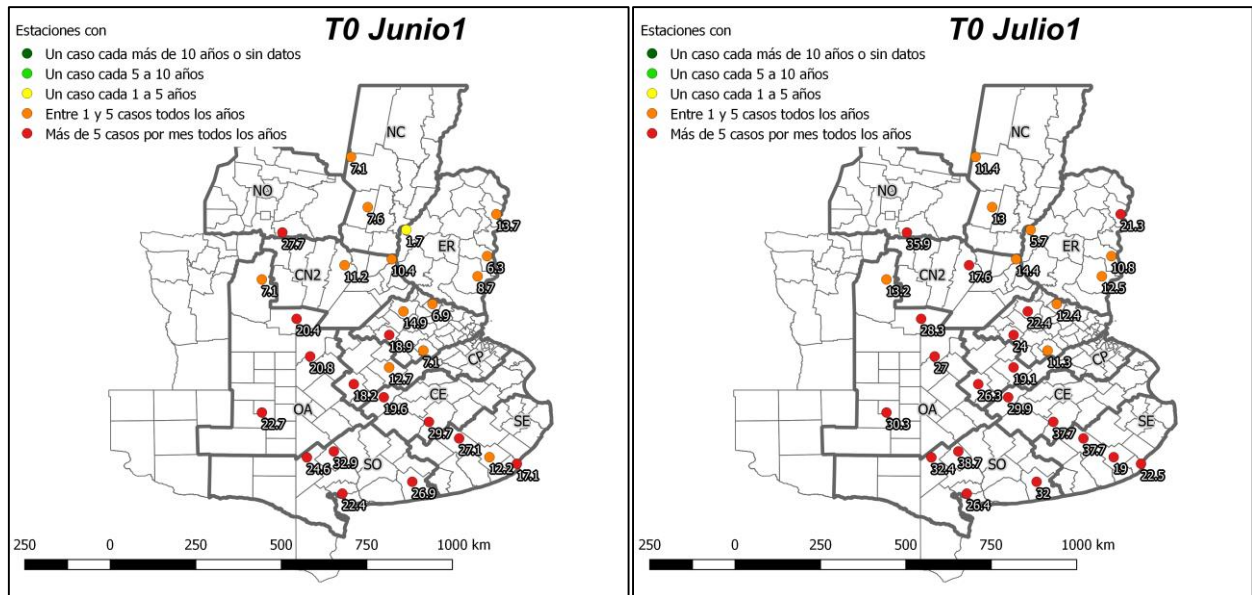 T0 Junio1
Estaciones con
Un caso cada más de 10 años o sin datos
Un caso cada 5 a 10 años
Un caso cada 1 a 5 años
Entre 1 y 5 casos todos los años
Más de 5 casos por mes todos los años
NC
7.1
NO
7.6
13.7
27.7
1.7
ER
10.4
6.3
CN2
11.2
7.1
8.7
6.9
14.9
20.4
18.9
7.1
CP
20.8
12.7
18.2
19.6
CE
OA
22.7
29.7
SE
27.1
32.9
24.6
SO
12.2
17.1
26.9
22.4
250 0 250 500 750 1000 km
T0 Julio1
Estaciones con
Un caso cada más de 10 años o sin datos
Un caso cada 5 a 10 años
Un caso cada 1 a 5 años
Entre 1 y 5 casos todos los años
Más de 5 casos por mes todos los años
NC
11.4
NO
13
21.3
35.9
5.7
ER
14.4
10.8
CN2
17.6
13.2
12.5
12.4
22.4
28.3
24
11.3
CP
27
19.1
26.3
29.9
CE
OA
30.3
37.7
SE
37.7
38.7
32.4
SO
19
22.5
32
26.4
250 0 250 500 750 1000 km